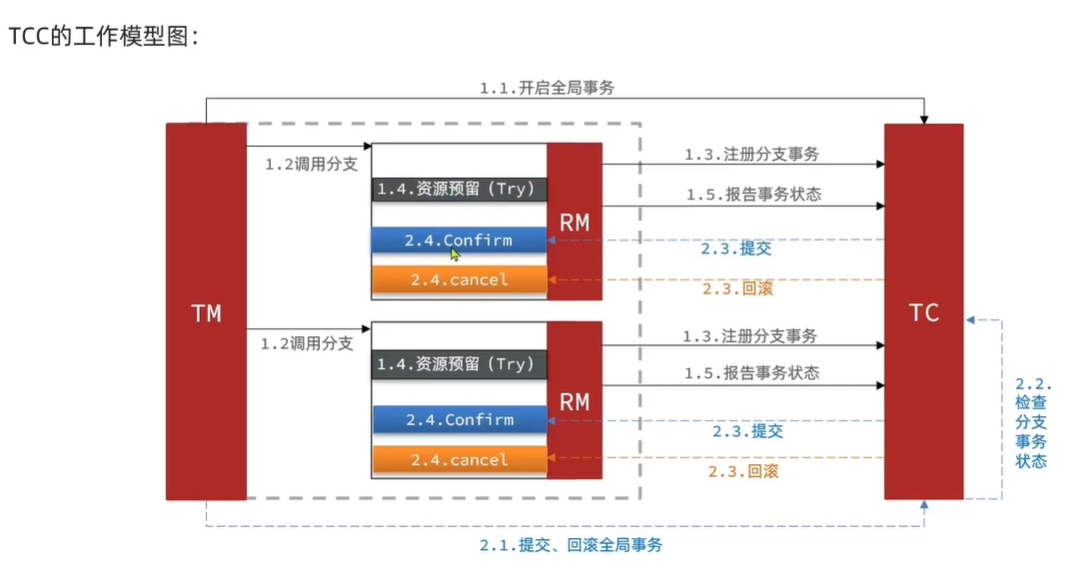 TCC的工作模型图：
1.1.开启全局事务
TM
1.2调用分支
1.4.资源预留（Try）
2.4.Confirm
2.4.cancel
RM
1.3.注册分支事务
1.5.报告事务状态
2.3.提交
2.3.回滚
TC
1.2调用分支
1.4.资源预留（Try）
2.4.Confirm
2.4.cancel
RM
1.3.注册分支事务
1.5.报告事务状态
2.3.提交
2.3.回滚
2.2.
检查
分支
事务
状态
2.1.提交、回滚全局事务